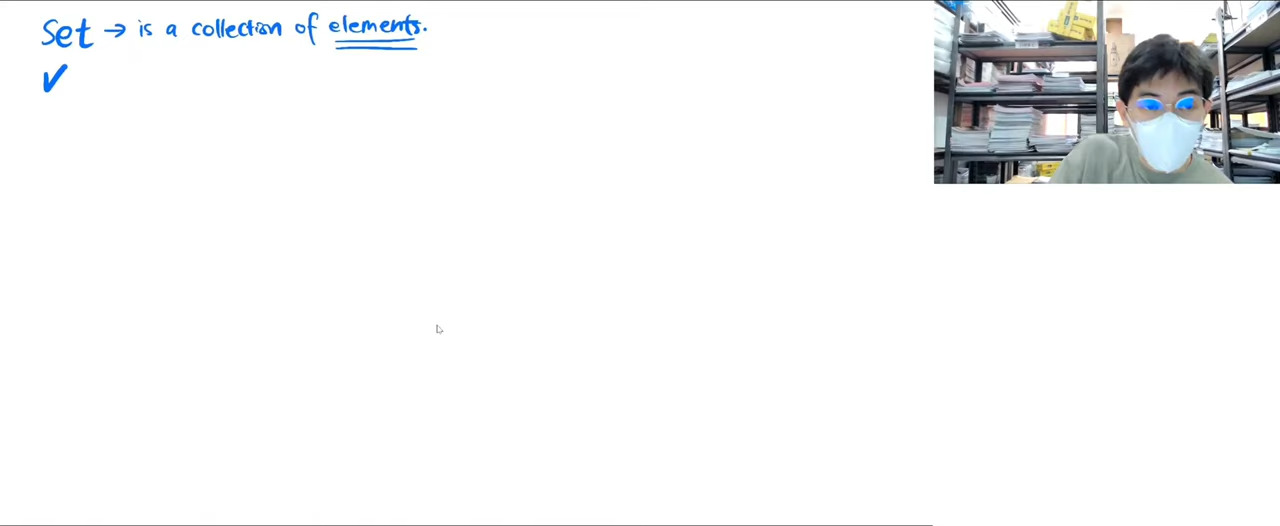 Set → is a collection of elements.
✓